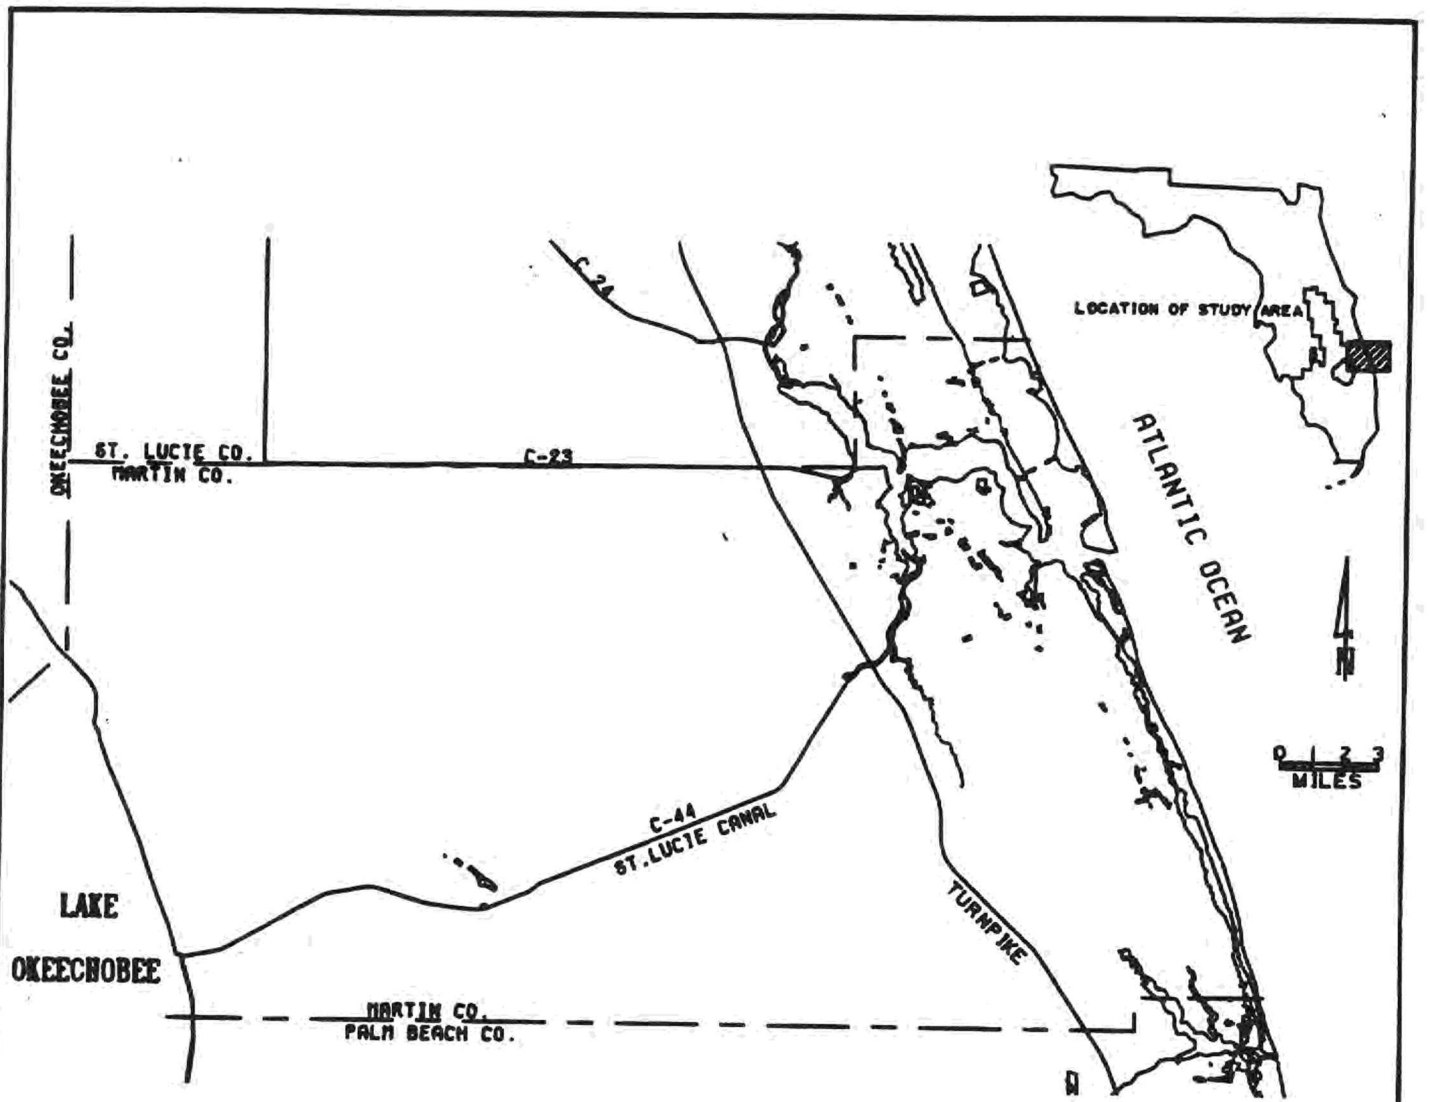 C-24
LOCATION OF STUDY AREA
OKEECHOBEE CO.
ST. LUCIE CO.
MARTIN CO.
C-23
ATLANTIC OCEAN
N
0 1 2 3
MILES
C-44
ST. LUCIE CANAL
TURNPIKE
LAKE
OKEECHOBEE
MARTIN CO.
PALM BEACH CO.